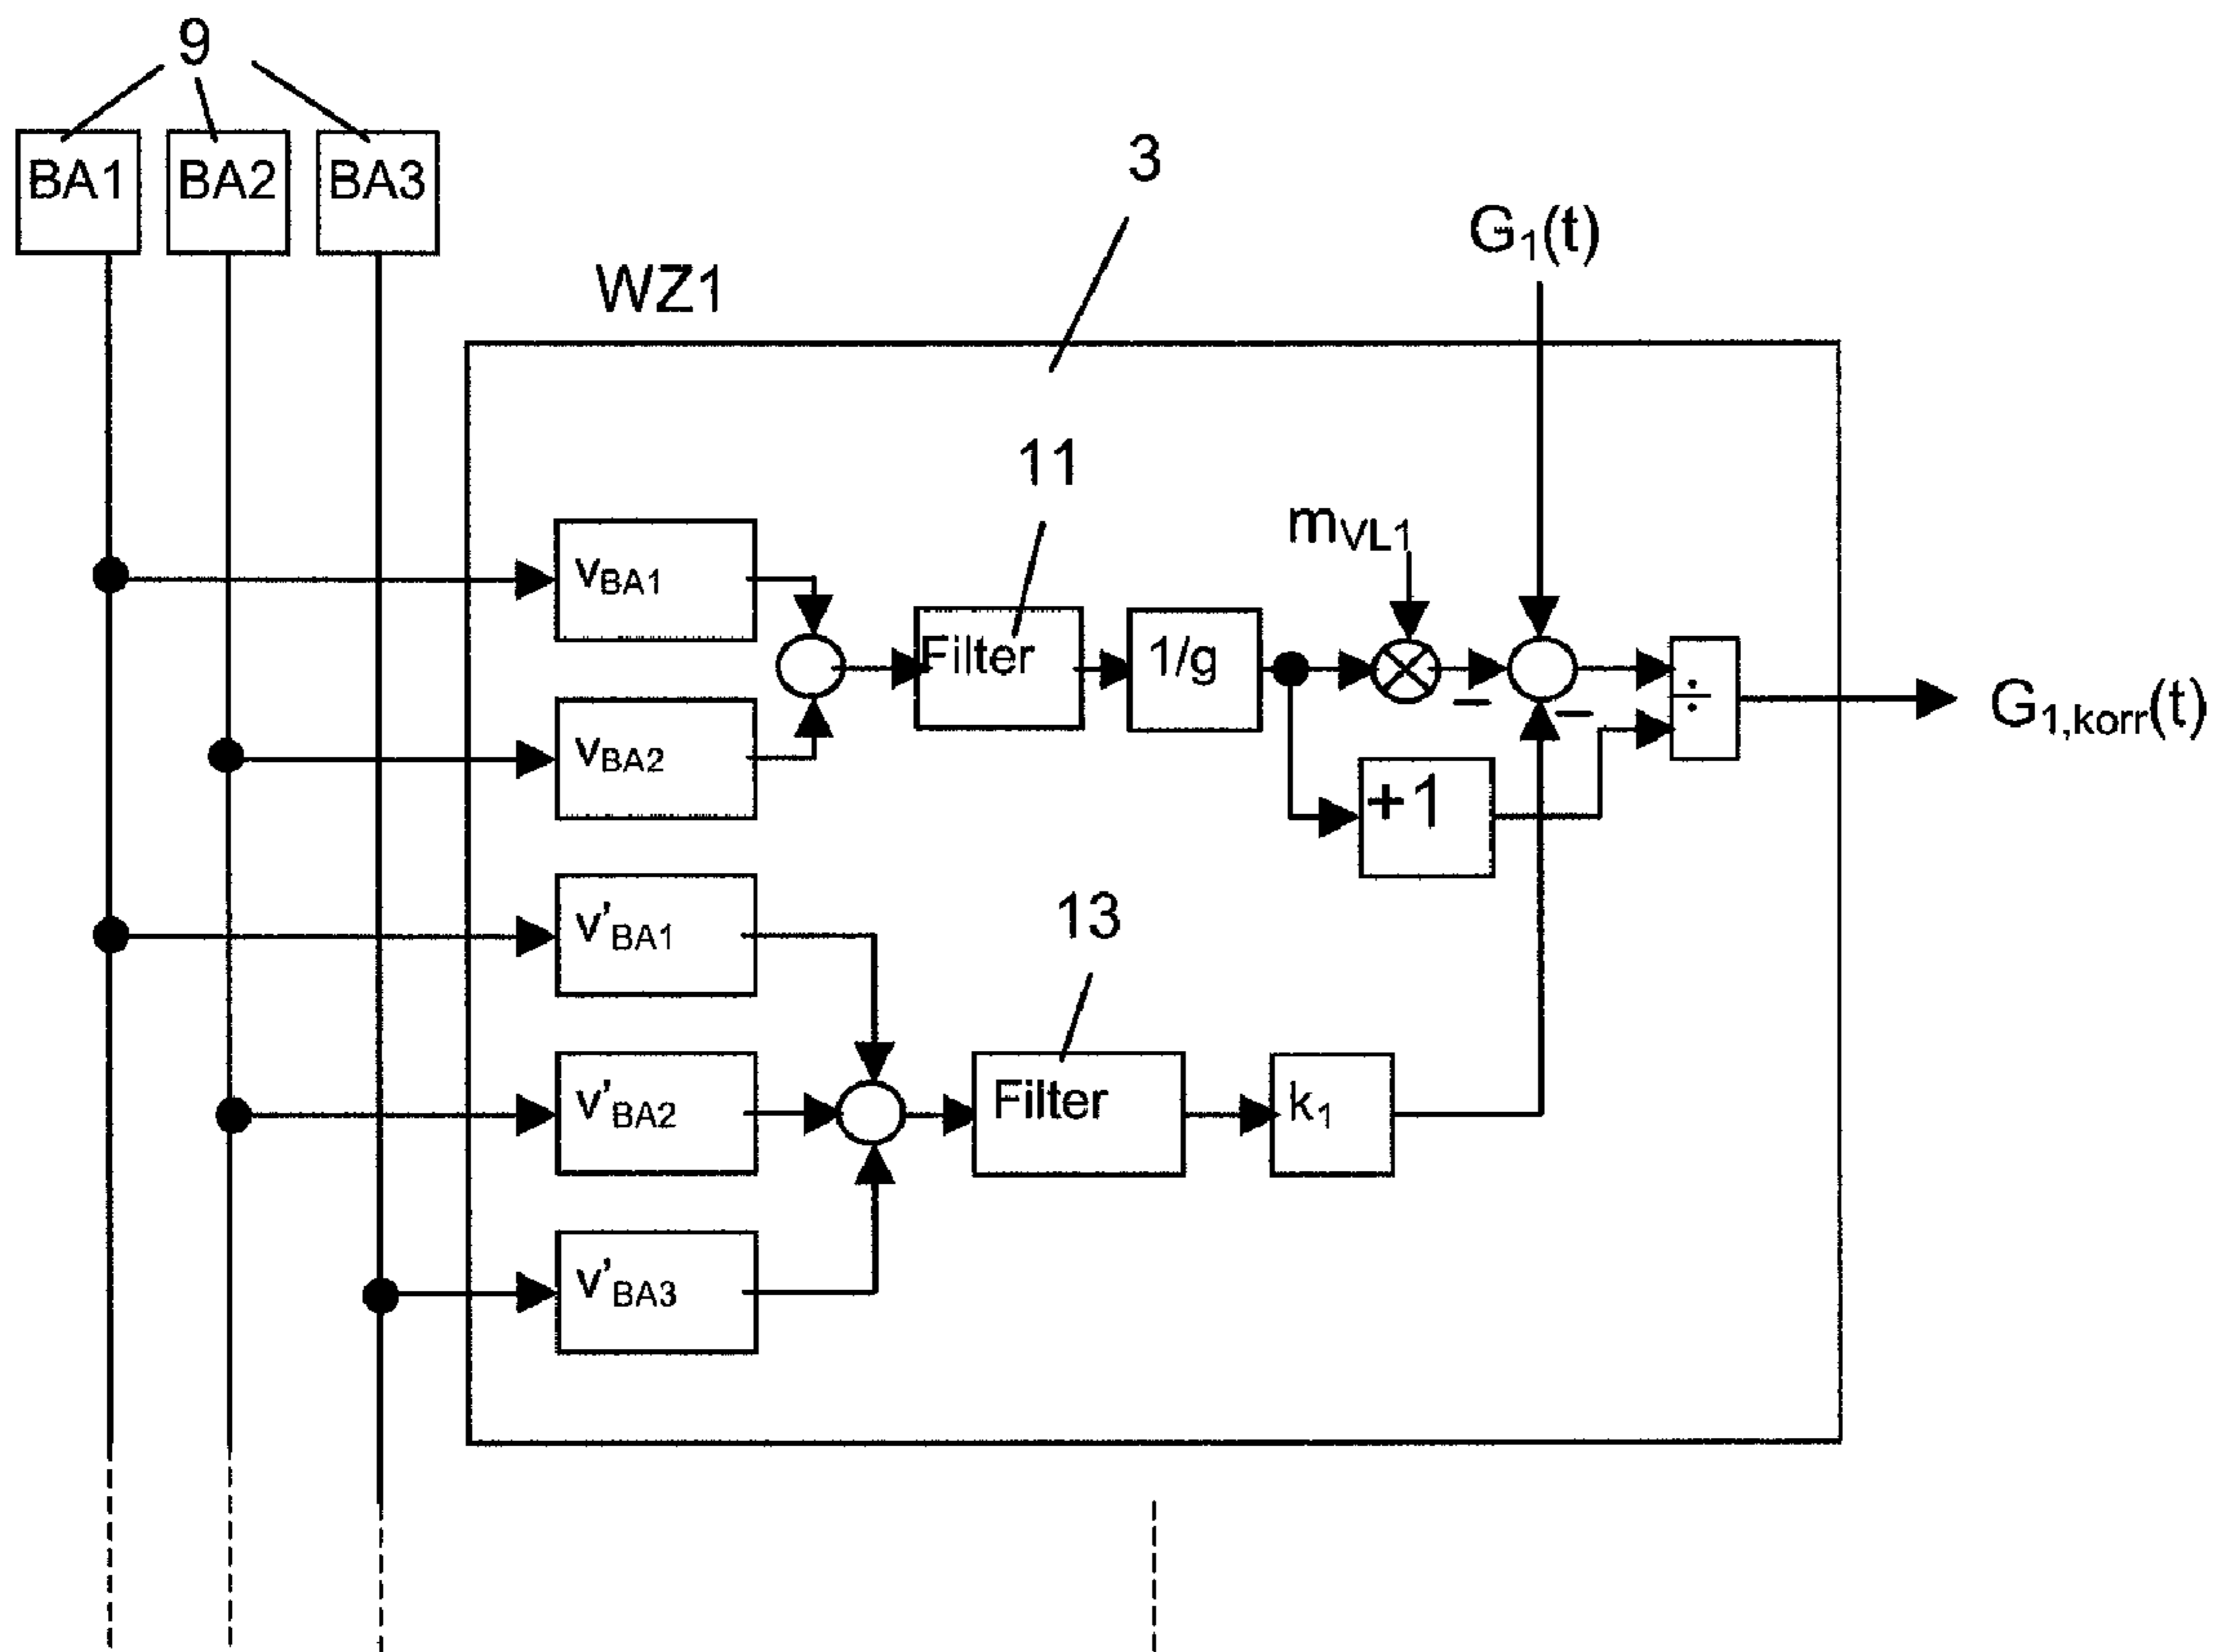 9
BA1 BA2 BA3
3
G₁(t)
WZ1
11
mVL1
vBA1
Filter
1/g
÷
G₁,korr(t)
vBA2
+1
v'BA1
13
v'BA2
Filter
k₁
v'BA3
−
−